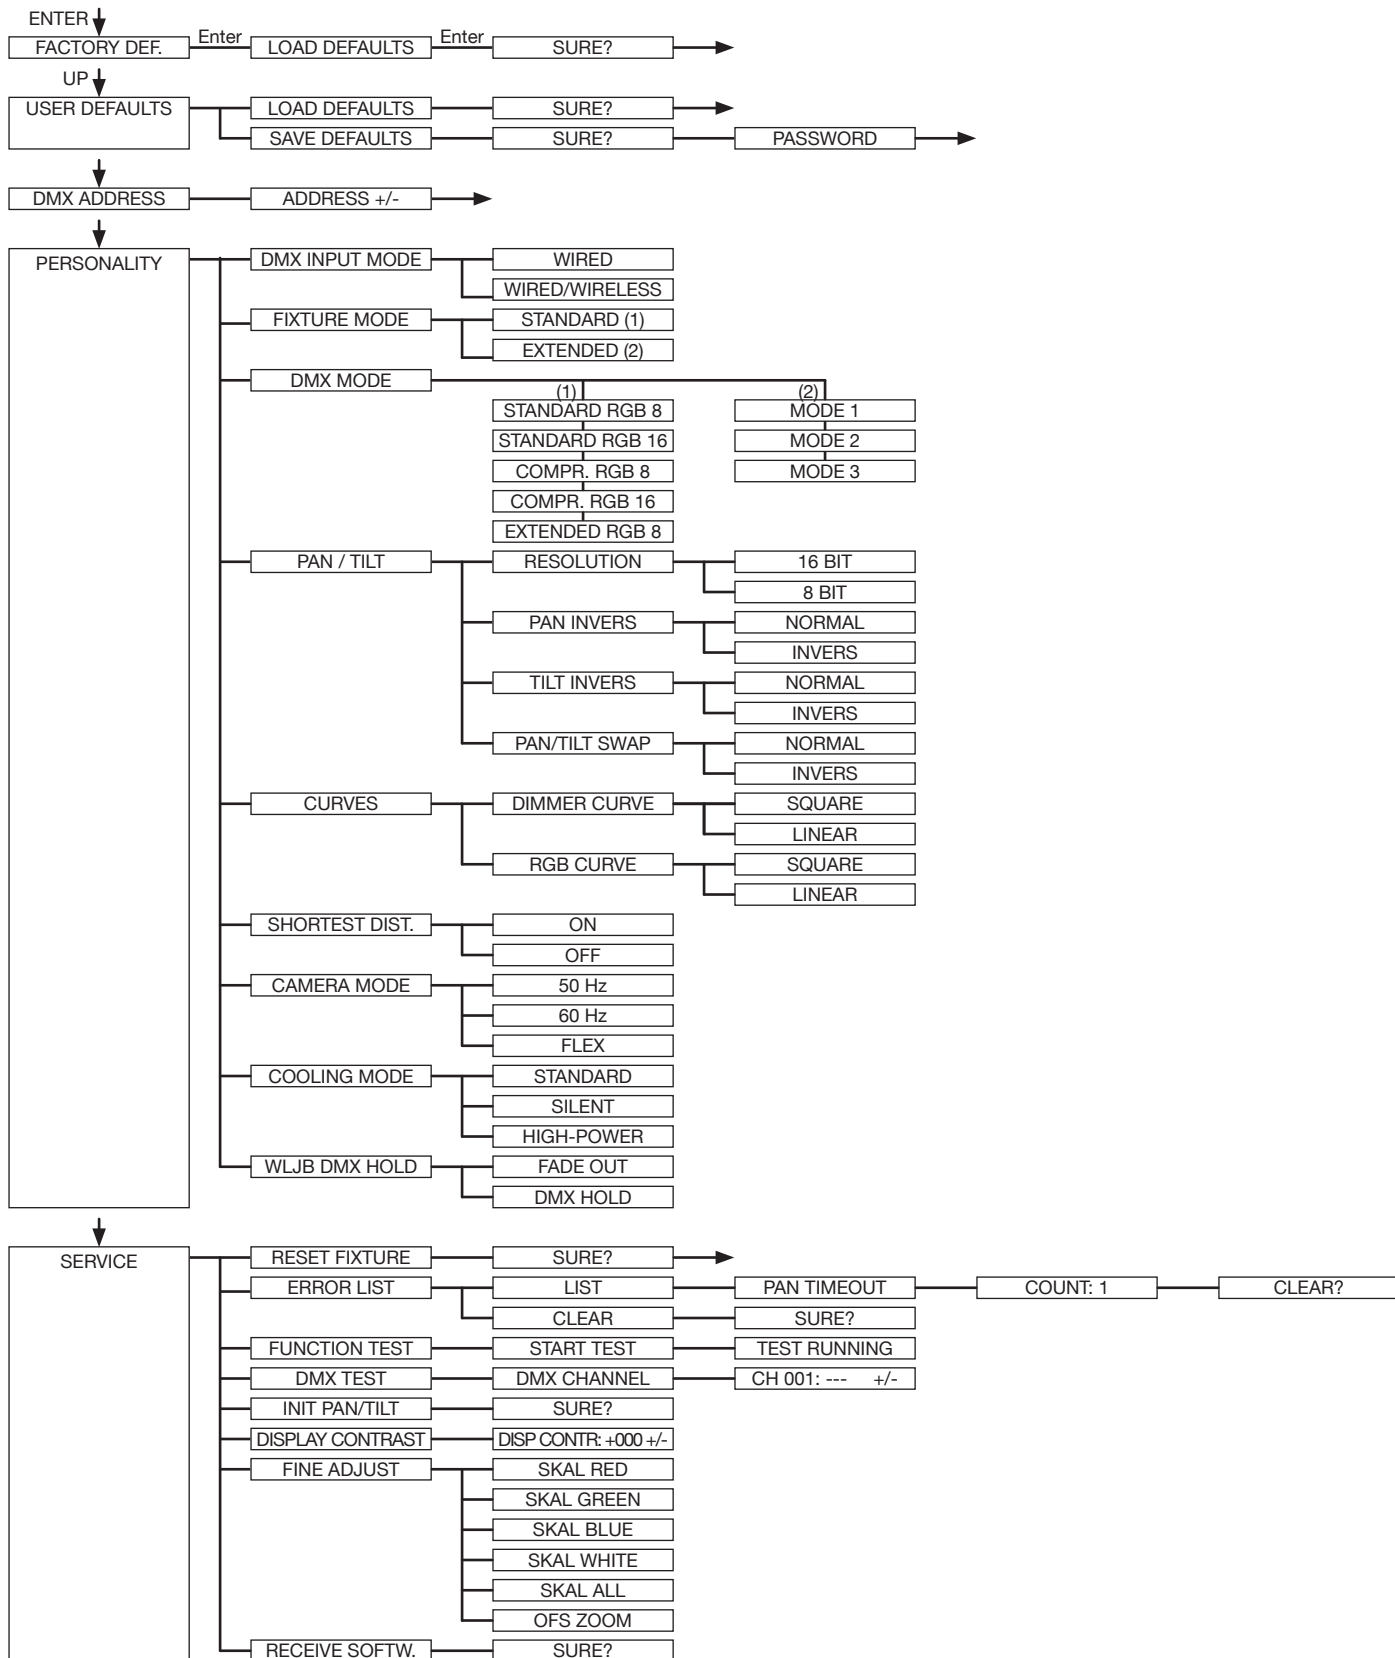 ENTER
FACTORY DEF. Enter LOAD DEFAULTS Enter SURE?
UP
USER DEFAULTS LOAD DEFAULTS SURE?
SAVE DEFAULTS SURE? PASSWORD
DMX ADDRESS ADDRESS +/-
PERSONALITY DMX INPUT MODE WIRED
WIRED/WIRELESS
FIXTURE MODE STANDARD (1)
EXTENDED (2)
DMX MODE
(1) (2)
STANDARD RGB 8 MODE 1
STANDARD RGB 16 MODE 2
COMPR. RGB 8 MODE 3
COMPR. RGB 16
EXTENDED RGB 8
PAN / TILT RESOLUTION 16 BIT
8 BIT
PAN INVERS NORMAL
INVERS
TILT INVERS NORMAL
INVERS
PAN/TILT SWAP NORMAL
INVERS
CURVES DIMMER CURVE SQUARE
LINEAR
RGB CURVE SQUARE
LINEAR
SHORTEST DIST. ON
OFF
CAMERA MODE 50 Hz
60 Hz
FLEX
COOLING MODE STANDARD
SILENT
HIGH-POWER
WLJB DMX HOLD FADE OUT
DMX HOLD
SERVICE RESET FIXTURE SURE?
ERROR LIST LIST PAN TIMEOUT COUNT: 1 CLEAR?
CLEAR SURE?
FUNCTION TEST START TEST TEST RUNNING
DMX TEST DMX CHANNEL CH 001: --- +/-
INIT PAN/TILT SURE?
DISPLAY CONTRAST DISP CONTR: +000 +/-
FINE ADJUST SKAL RED
SKAL GREEN
SKAL BLUE
SKAL WHITE
SKAL ALL
OFS ZOOM
RECEIVE SOFTW. SURE?